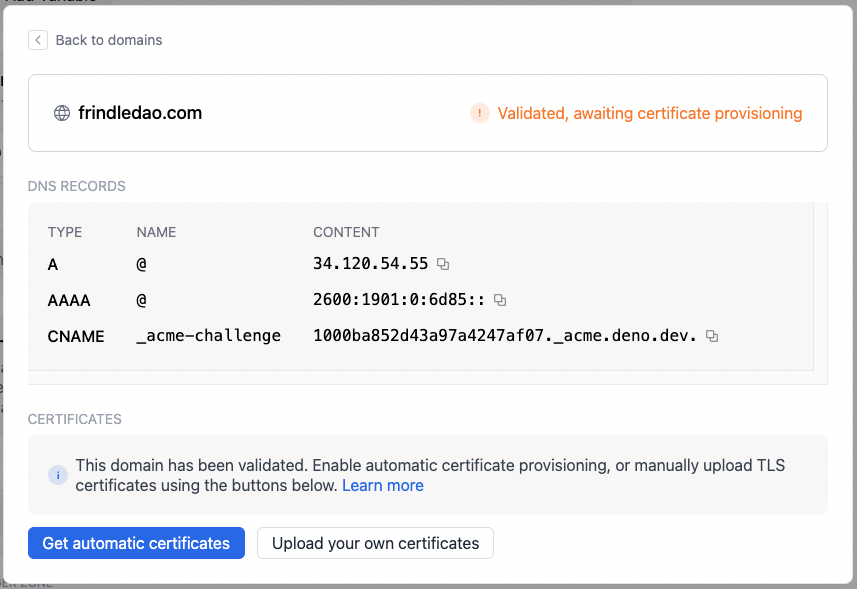 Back to domains
frindledao.com
! Validated, awaiting certificate provisioning
DNS RECORDS
TYPE NAME CONTENT
A @ 34.120.54.55
AAAA @ 2600:1901:0:6d85::
CNAME _acme-challenge 1000ba852d43a97a4247af07._acme.deno.dev.
CERTIFICATES
This domain has been validated. Enable automatic certificate provisioning, or manually upload TLS
certificates using the buttons below. Learn more
Get automatic certificates Upload your own certificates